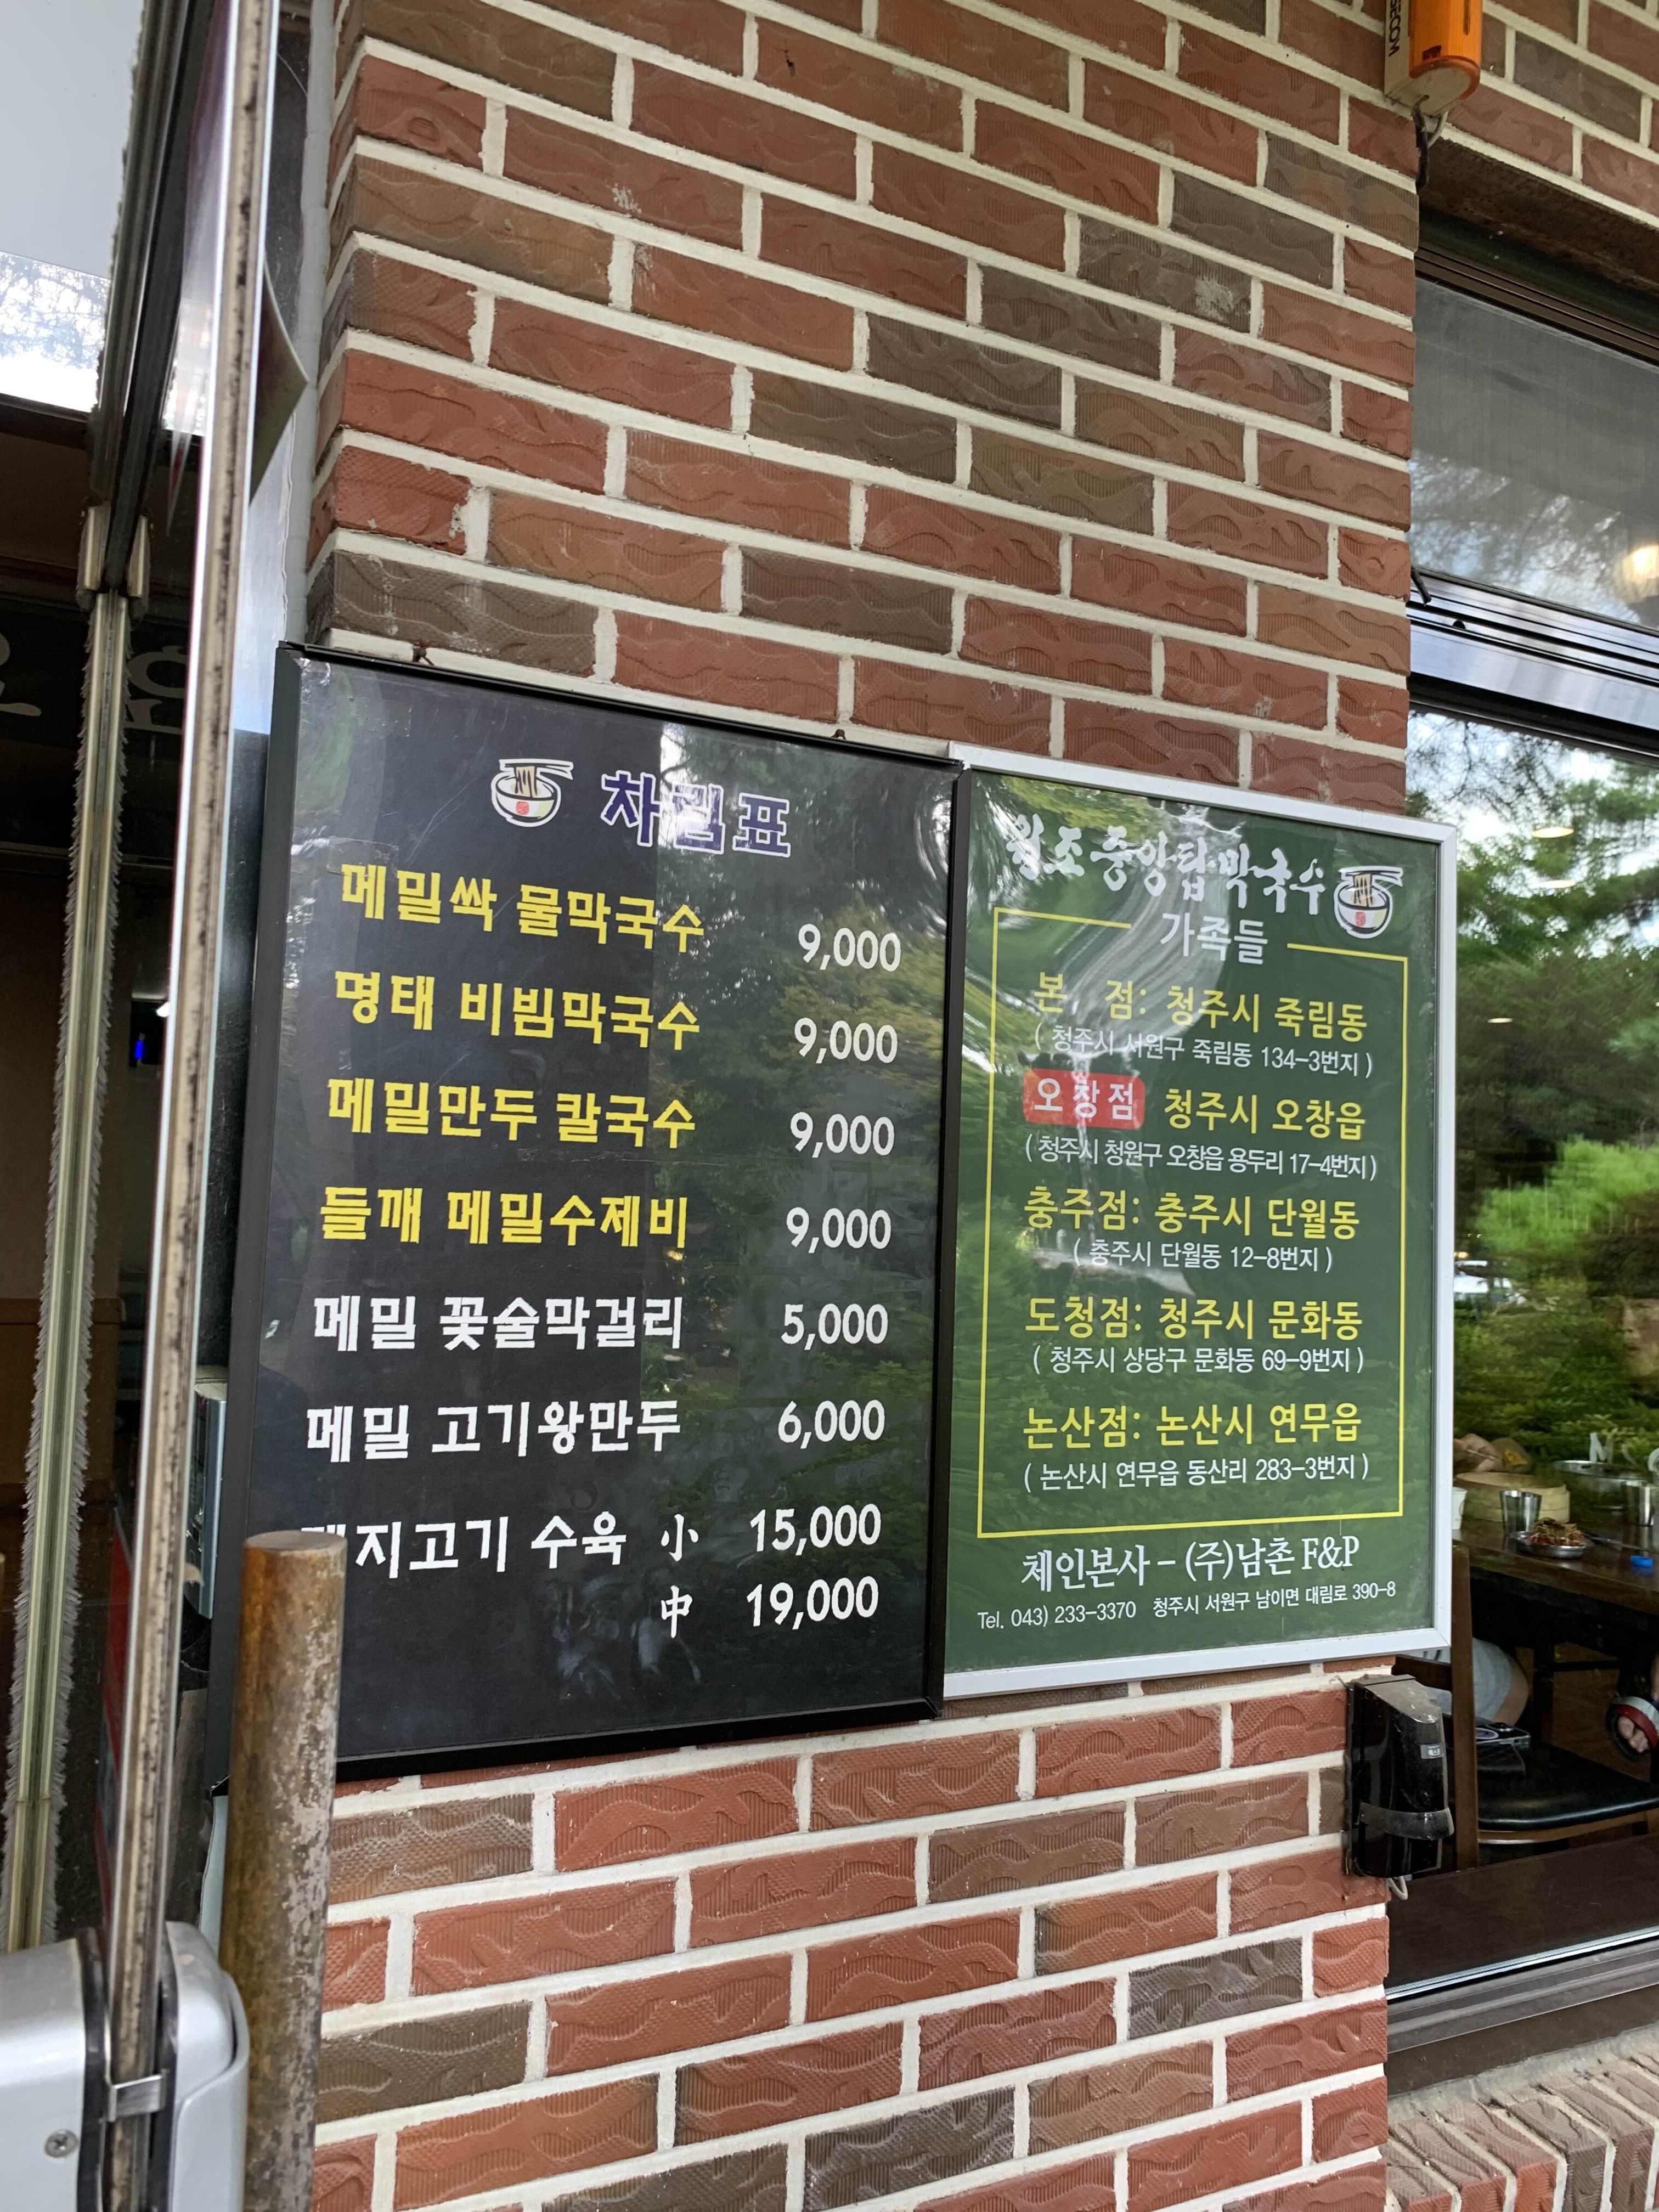 SECOM
차림표
메밀싹 물막국수 9,000
명태 비빔막국수 9,000
메밀만두 칼국수 9,000
들깨 메밀수제비 9,000
메밀 꽃술막걸리 5,000
메밀 고기왕만두 6,000
돼지고기 수육 小 15,000
中 19,000
원조중앙탑막국수
가족들
본 점: 청주시 죽림동
( 청주시 서원구 죽림동 134-3번지 )
오창점 청주시 오창읍
( 청주시 청원구 오창읍 용두리 17-4번지 )
충주점: 충주시 단월동
( 충주시 단월동 12-8번지 )
도청점: 청주시 문화동
( 청주시 상당구 문화동 69-9번지 )
논산점: 논산시 연무읍
( 논산시 연무읍 동산리 283-3번지 )
체인본사 - (주)남촌 F&P
Tel. 043) 233-3370 청주시 서원구 남이면 대림로 390-8